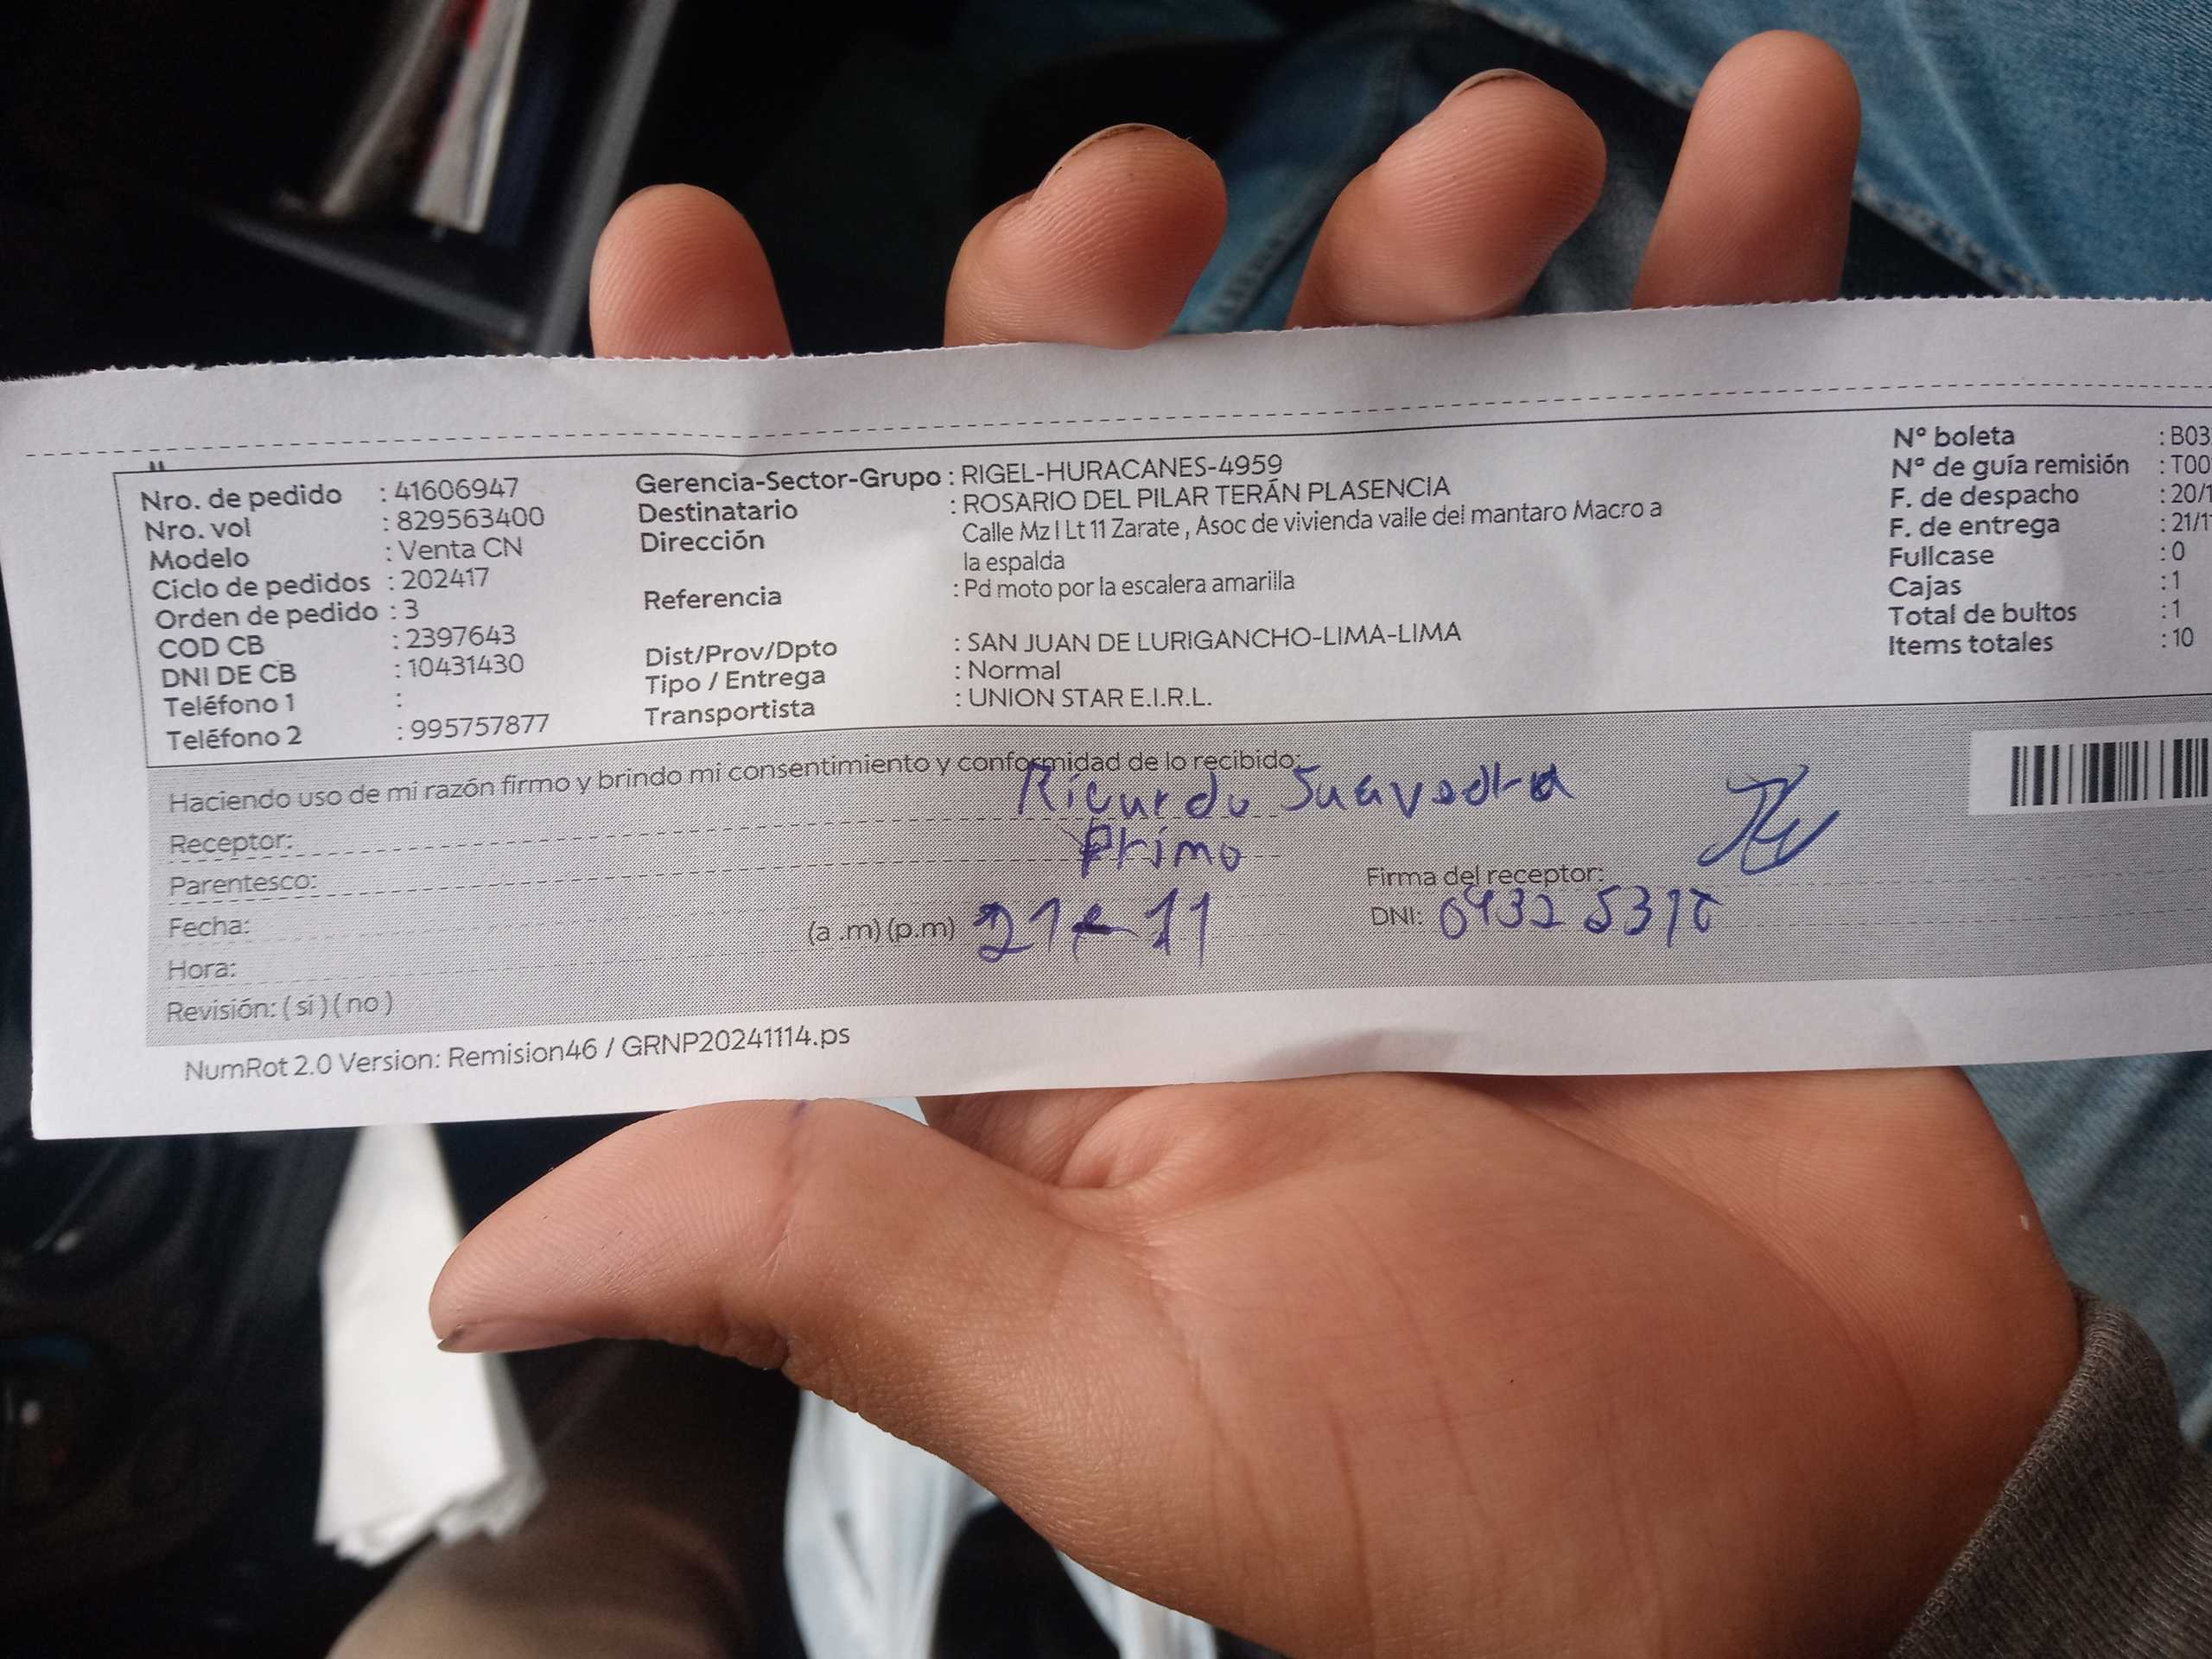 Nro. de pedido : 41606947
Nro. vol : 829563400
Modelo : Venta CN
Ciclo de pedidos : 202417
Orden de pedido : 3
COD CB : 2397643
DNI DE CB : 10431430
Teléfono 1 :
Teléfono 2 : 995757877
Gerencia-Sector-Grupo : RIGEL-HURACANES-4959
Destinatario : ROSARIO DEL PILAR TERÁN PLASENCIA
Dirección Calle Mz I Lt 11 Zarate , Asoc de vivienda valle del mantaro Macro a
la espalda
Referencia : Pd moto por la escalera amarilla
Dist/Prov/Dpto : SAN JUAN DE LURIGANCHO-LIMA-LIMA
Tipo / Entrega : Normal
Transportista : UNION STAR E.I.R.L.
Nº boleta : B03
Nº de guía remisión : T00
F. de despacho : 20/1
F. de entrega : 21/1
Fullcase : 0
Cajas : 1
Total de bultos : 1
Items totales : 10
Haciendo uso de mi razón firmo y brindo mi consentimiento y conformidad de lo recibido:
Receptor: Ricardo Saavedra
Parentesco: Primo
Fecha: 21-11
Hora: (a .m) (p.m)
Revisión: ( si ) ( no )
Firma del receptor:
DNI:
NumRot 2.0 Version: Remision46 / GRNP20241114.ps